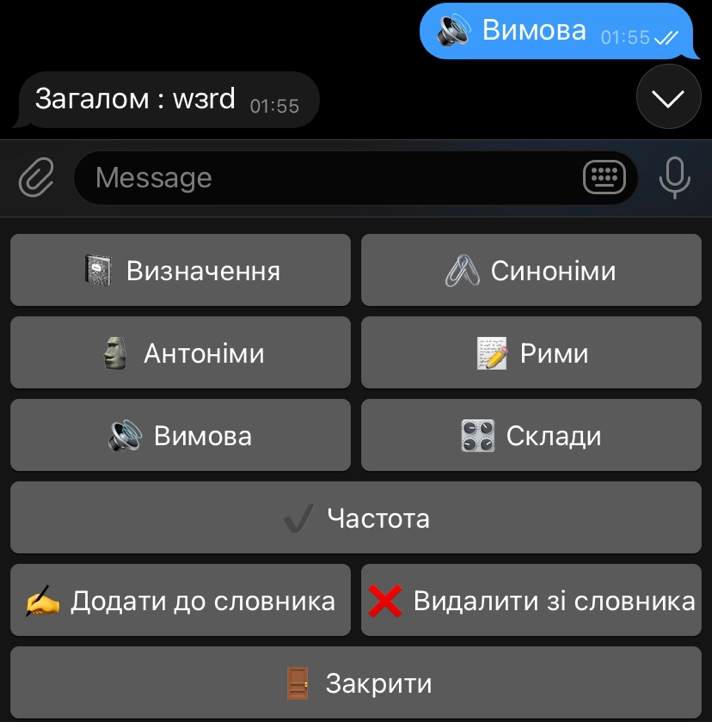 🔊 Вимова 01:55
Загалом : wɜrd 01:55
Message
📓 Визначення
🖇 Синоніми
🗿 Антоніми
📝 Рими
🔊 Вимова
🎛 Склади
✔️ Частота
✍️ Додати до словника
❌ Видалити зі словника
🚪 Закрити